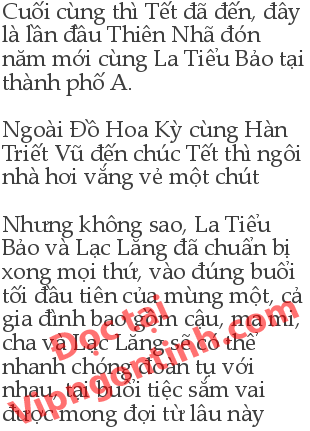 Cuối cùng thì Tết đã đến, đây
là lần đầu Thiên Nhã đón
năm mới cùng La Tiểu Bảo tại
thành phố A.
Ngoài Đồ Hoa Kỳ cùng Hàn
Triết Vũ đến chúc Tết thì ngôi
nhà hơi vắng vẻ một chút
Nhưng không sao, La Tiểu
Bảo và Lạc Lăng đã chuẩn bị
xong mọi thứ, vào đúng buổi
tối đầu tiên của mùng một, cả
gia đình bao gồm cậu, ma mi,
cha và Lạc Lăng sẽ có thể
nhanh chóng đoàn tụ với
nhau, tại buổi tiệc sắm vai
được mong đợi từ lâu này
Đọc tại
Vipngontinh.com